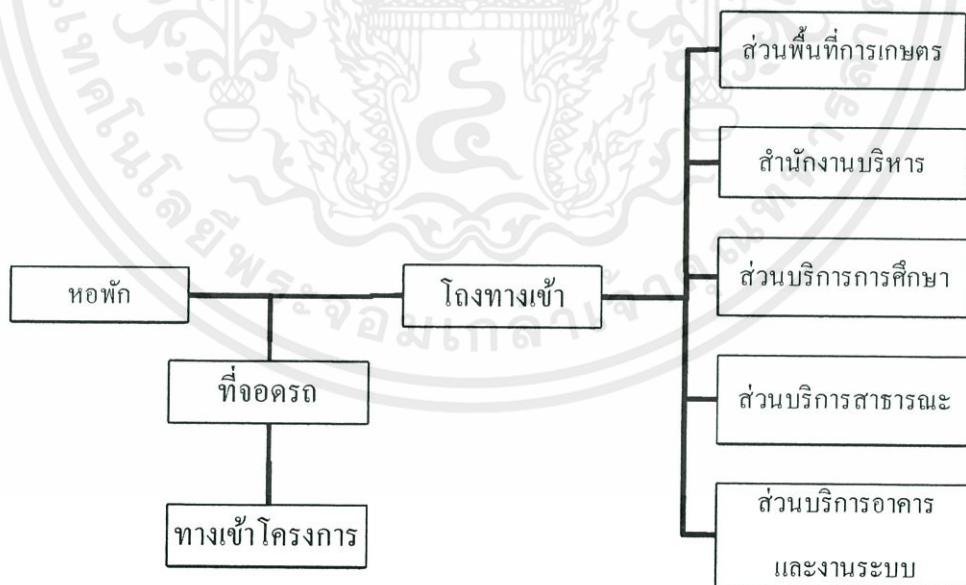 ส่วนพื้นที่การเกษตร
สำนักงานบริหาร
หอพัก
โถงทางเข้า
ส่วนบริการการศึกษา
ที่จอดรถ
ส่วนบริการสาธารณะ
ทางเข้าโครงการ
ส่วนบริการอาคาร
และงานระบบ